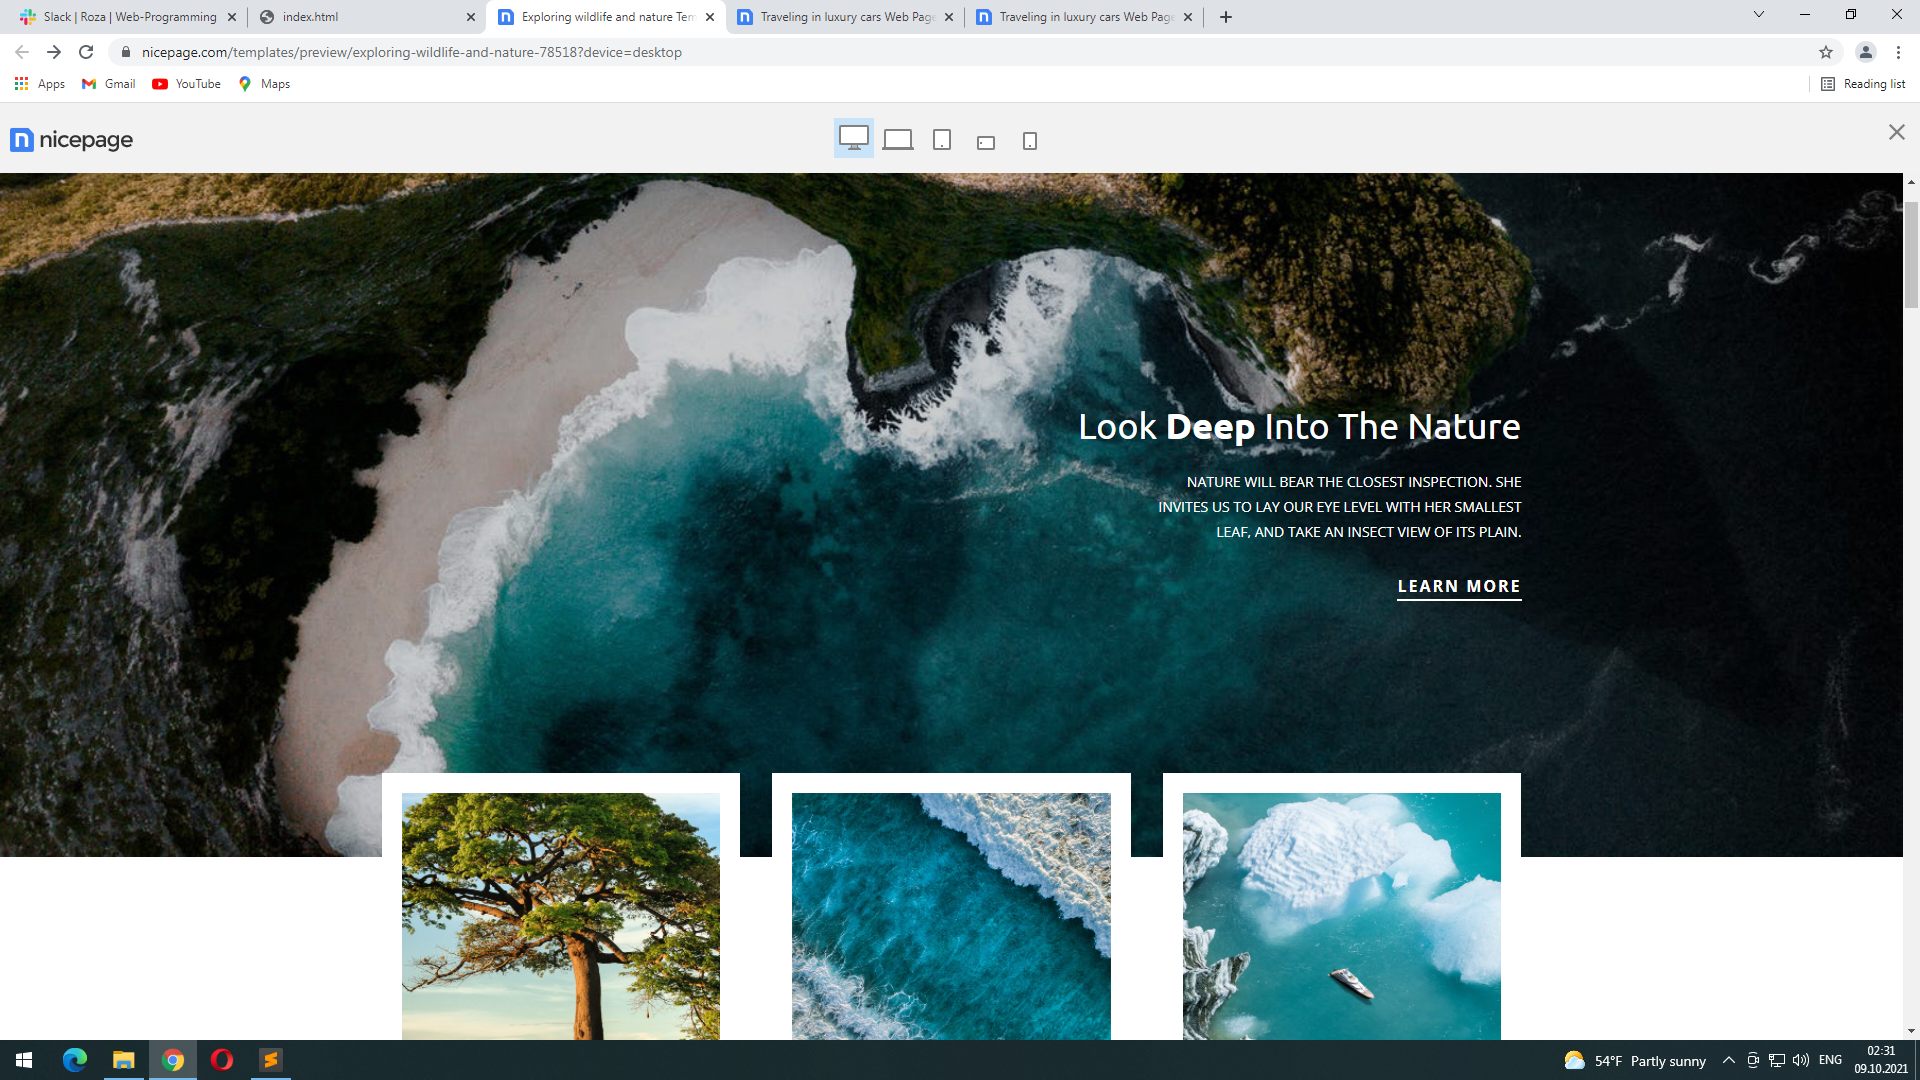 Slack | Roza | Web-Programming
index.html
Exploring wildlife and nature Tem
Traveling in luxury cars Web Page
Traveling in luxury cars Web Page
nicepage.com/templates/preview/exploring-wildlife-and-nature-78518?device=desktop
Apps
Gmail
YouTube
Maps
Reading list
nicepage
Look Deep Into The Nature
NATURE WILL BEAR THE CLOSEST INSPECTION. SHE
INVITES US TO LAY OUR EYE LEVEL WITH HER SMALLEST
LEAF, AND TAKE AN INSECT VIEW OF ITS PLAIN.
LEARN MORE
54°F Partly sunny
ENG
02:31
09.10.2021